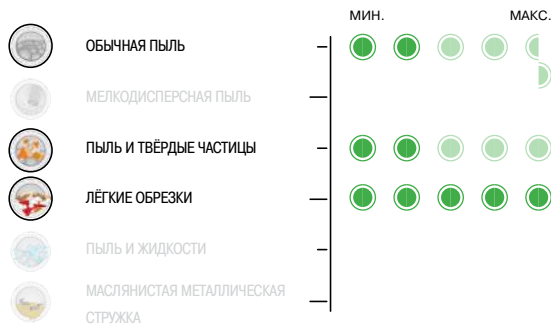 МИН. МАКС.
ОБЫЧНАЯ ПЫЛЬ
МЕЛКОДИСПЕРСНАЯ ПЫЛЬ
ПЫЛЬ И ТВЁРДЫЕ ЧАСТИЦЫ
ЛЁГКИЕ ОБРЕЗКИ
ПЫЛЬ И ЖИДКОСТИ
МАСЛЯНИСТАЯ МЕТАЛЛИЧЕСКАЯ
СТРУЖКА